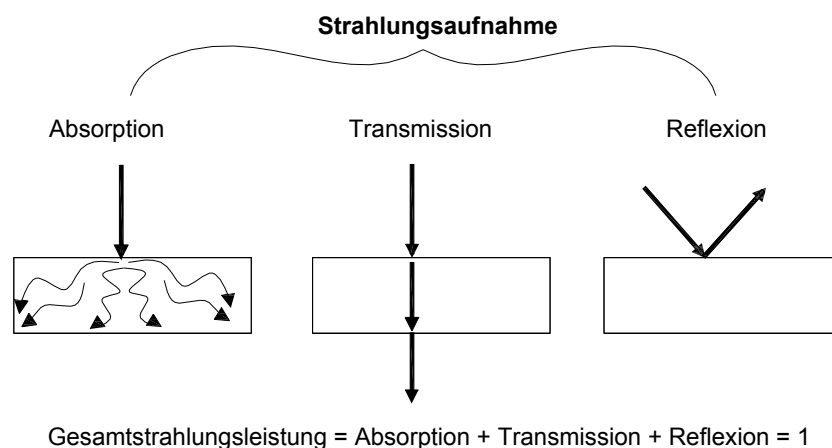 Strahlungsaufnahme
Absorption Transmission Reflexion
Gesamtstrahlungsleistung = Absorption + Transmission + Reflexion = 1